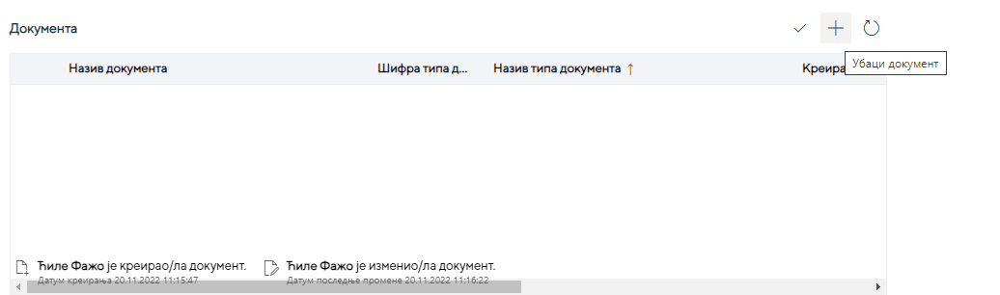 Документа
Убаци документ
Назив документа Шифра типа д... Назив типа документа ↑ Креира
Ћиле Фажо је креирао/ла документ. Ћиле Фажо је изменио/ла документ.
Датум креирања 20.11.2022 11:15:47 Датум последње промене 20.11.2022 11:16:22